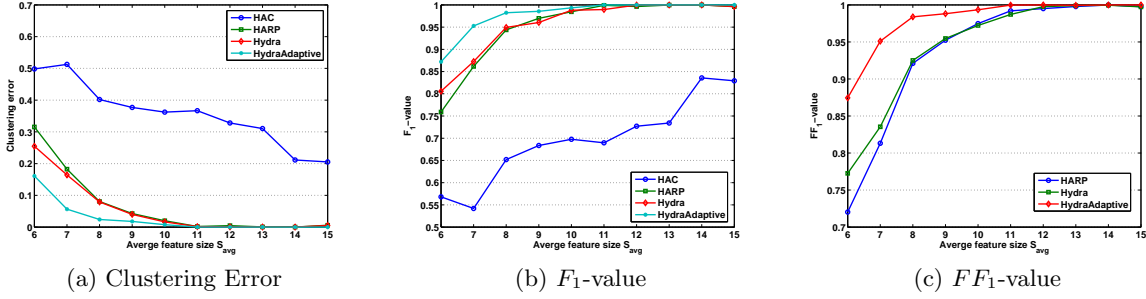 0.7
0.6
0.5
0.4
0.3
0.2
0.1
0
Clustering error
HAC
HARP
Hydra
HydraAdaptive
6 7 8 9 10 11 12 13 14 15
Averge feature size S_avg
(a) Clustering Error
1
0.95
0.9
0.85
0.8
0.75
0.7
0.65
0.6
0.55
0.5
F_1-value
HAC
HARP
Hydra
HydraAdaptive
6 7 8 9 10 11 12 13 14 15
Averge feature size S_avg
(b) F_1-value
1
0.95
0.9
0.85
0.8
0.75
0.7
FF_1-value
HARP
Hydra
HydraAdaptive
6 7 8 9 10 11 12 13 14 15
Averge feature size S_avg
(c) FF_1-value